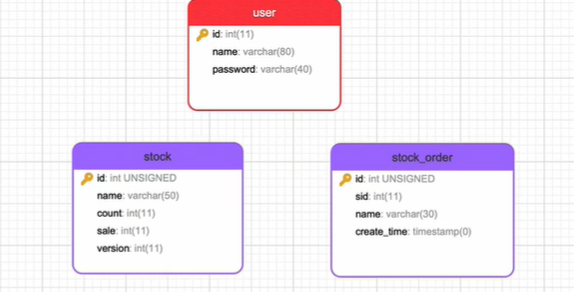 user
id: int(11)
name: varchar(80)
password: varchar(40)
stock
id: int UNSIGNED
name: varchar(50)
count: int(11)
sale: int(11)
version: int(11)
stock_order
id: int UNSIGNED
sid: int(11)
name: varchar(30)
create_time: timestamp(0)